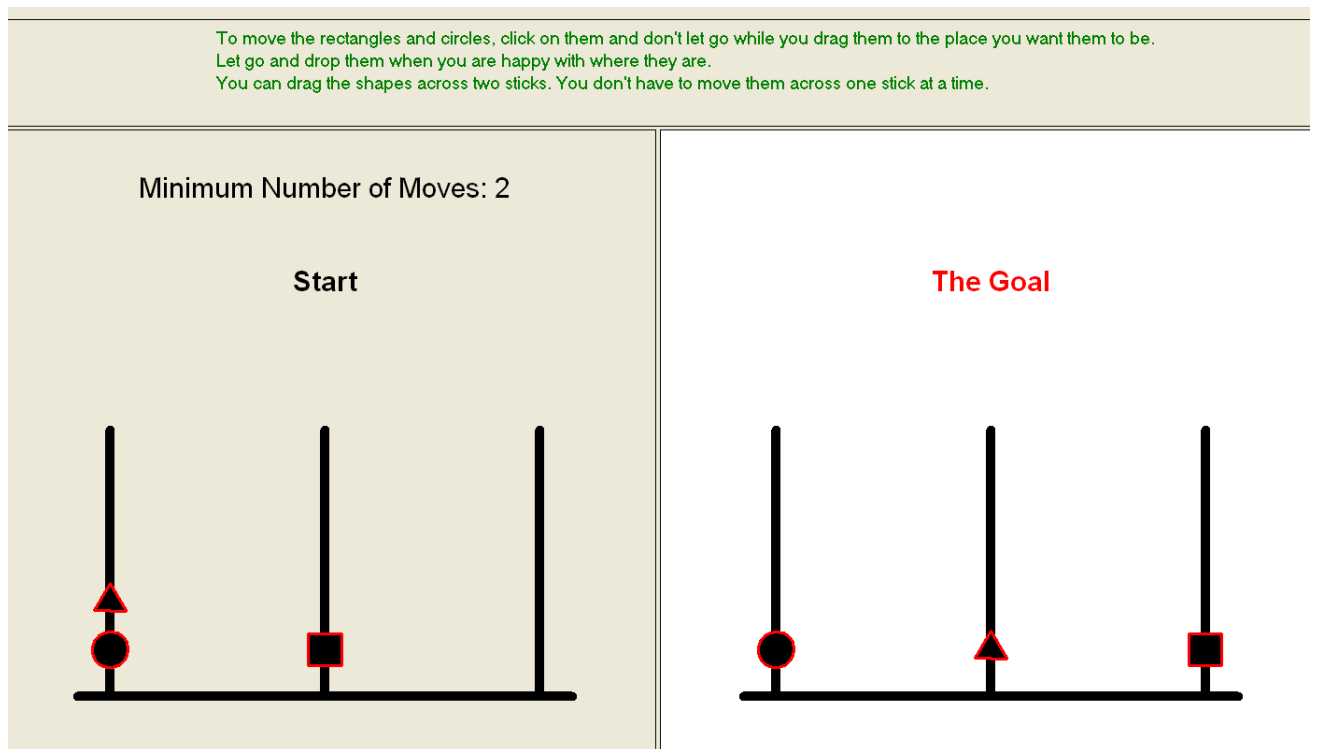 To move the rectangles and circles, click on them and don't let go while you drag them to the place you want them to be.
Let go and drop them when you are happy with where they are.
You can drag the shapes across two sticks. You don't have to move them across one stick at a time.
Minimum Number of Moves: 2
Start
The Goal